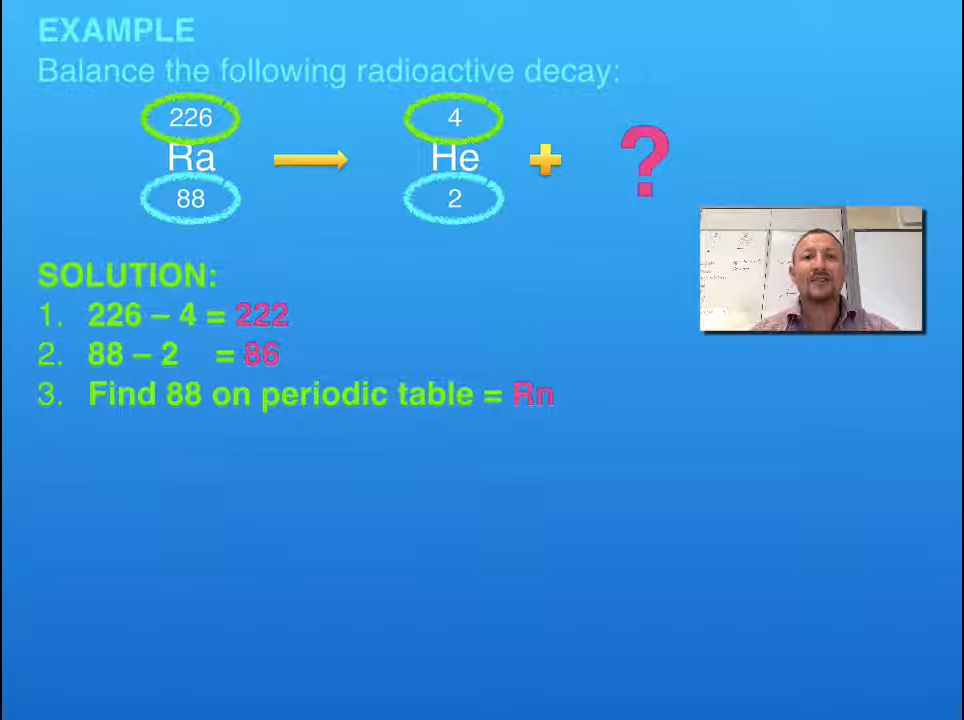 EXAMPLE
Balance the following radioactive decay:
226 4
Ra He + ?
88 2
SOLUTION:
1. 226 – 4 = 222
2. 88 – 2 = 86
3. Find 88 on periodic table = Rn